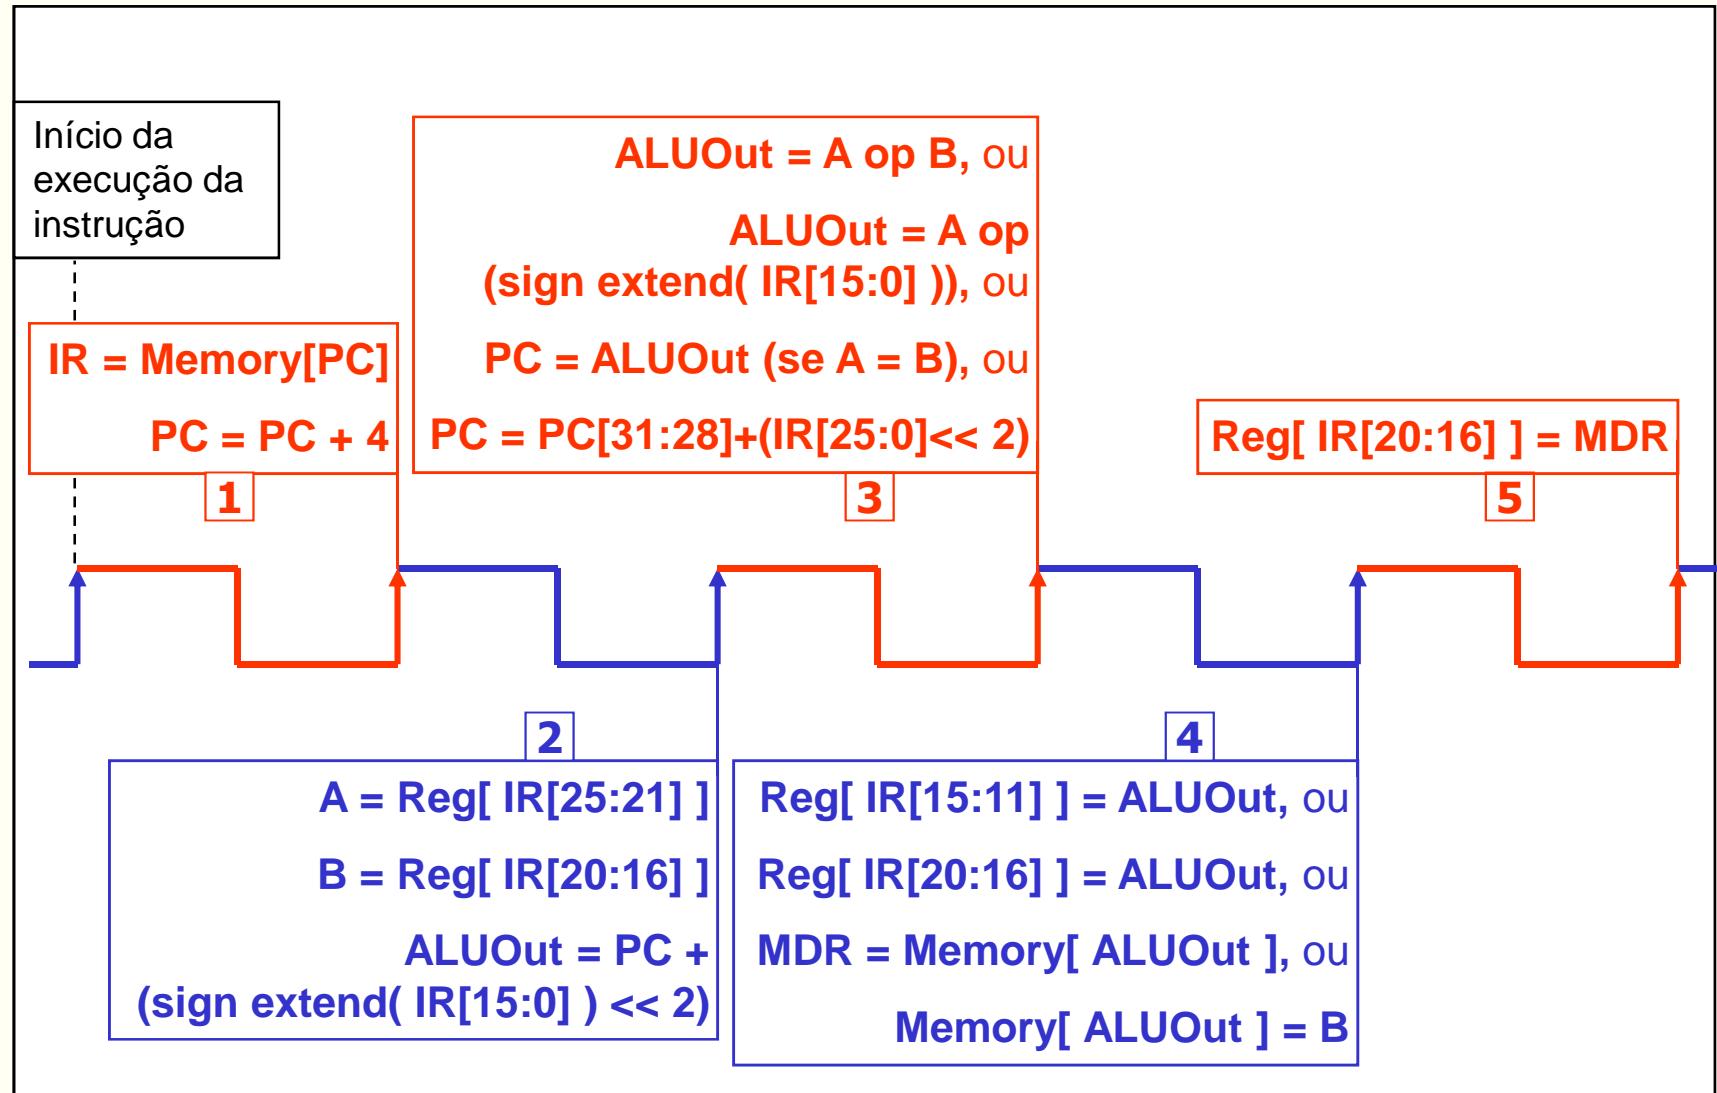 Início da
execução da
instrução
IR = Memory[PC]
PC = PC + 4
1
ALUOut = A op B, ou
ALUOut = A op
(sign extend( IR[15:0] )), ou
PC = ALUOut (se A = B), ou
PC = PC[31:28]+(IR[25:0]<< 2)
3
Reg[ IR[20:16] ] = MDR
5
2
A = Reg[ IR[25:21] ]
B = Reg[ IR[20:16] ]
ALUOut = PC +
(sign extend( IR[15:0] ) << 2)
4
Reg[ IR[15:11] ] = ALUOut, ou
Reg[ IR[20:16] ] = ALUOut, ou
MDR = Memory[ ALUOut ], ou
Memory[ ALUOut ] = B